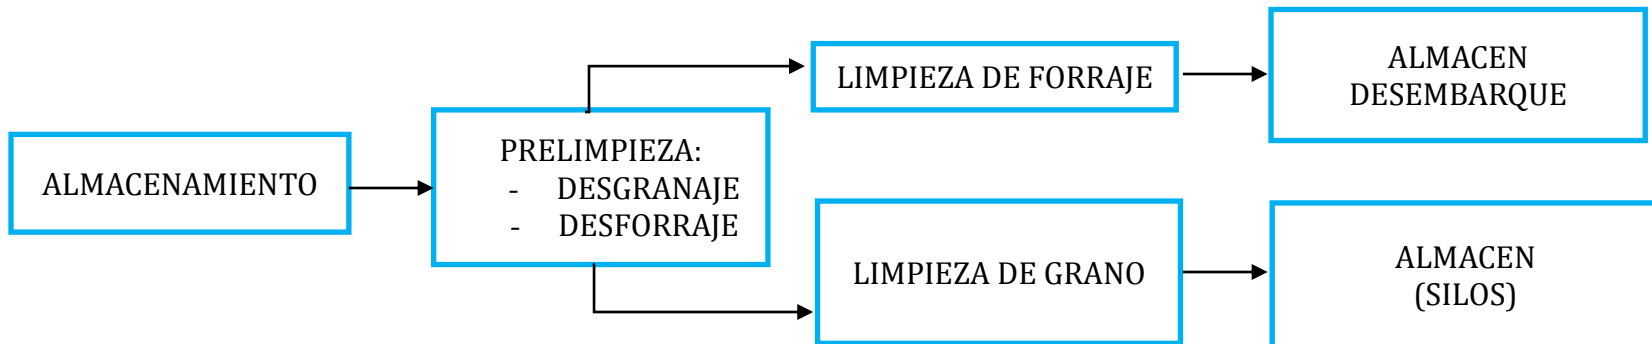 ALMACENAMIENTO
PRELIMPIEZA:
- DESGRANAJE
- DESFORRAJE
LIMPIEZA DE FORRAJE
ALMACEN
DESEMBARQUE
LIMPIEZA DE GRANO
ALMACEN
(SILOS)